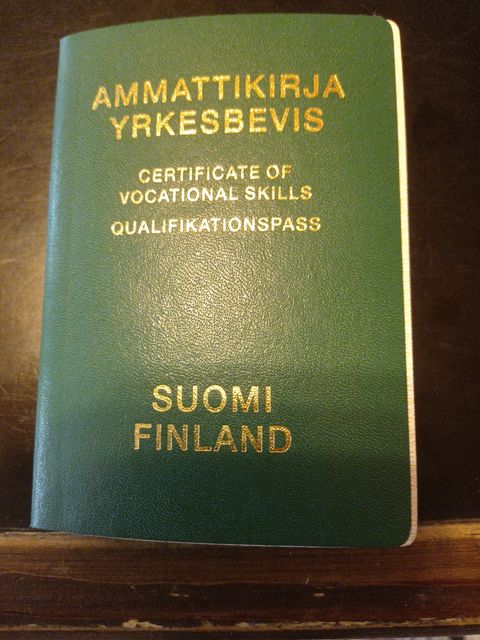 AMMATTIKIRJA
YRKESBEVIS
CERTIFICATE OF
VOCATIONAL SKILLS
QUALIFIKATIONSPASS
SUOMI
FINLAND